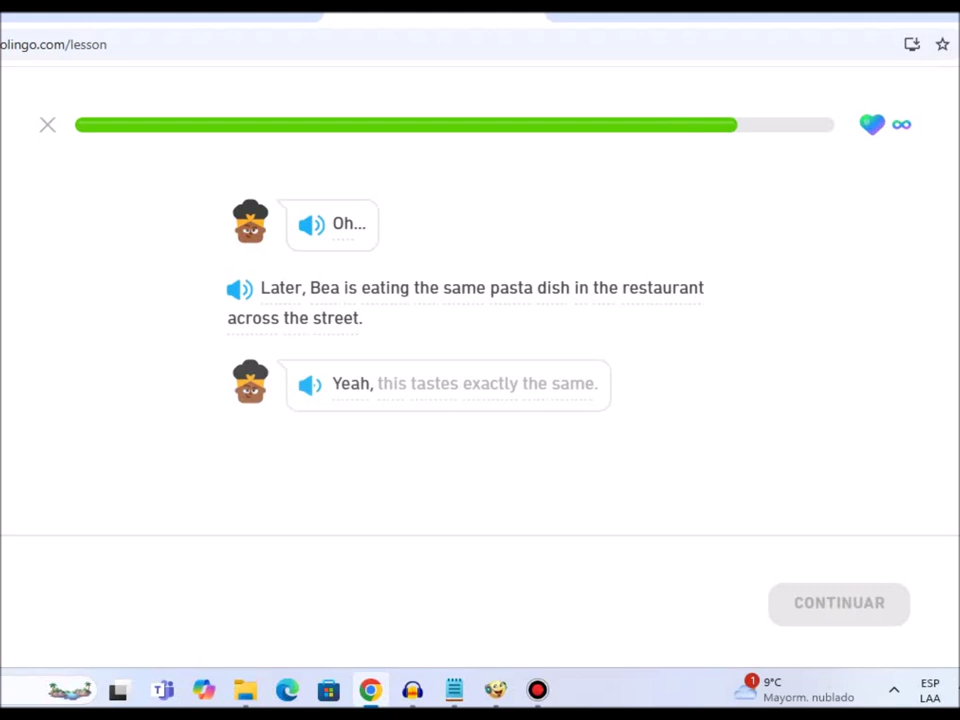 olingo.com/lesson
Oh...
Later, Bea is eating the same pasta dish in the restaurant
across the street.
Yeah, this tastes exactly the same.
CONTINUAR
1
9°C
Mayorm. nublado
ESP
LAA